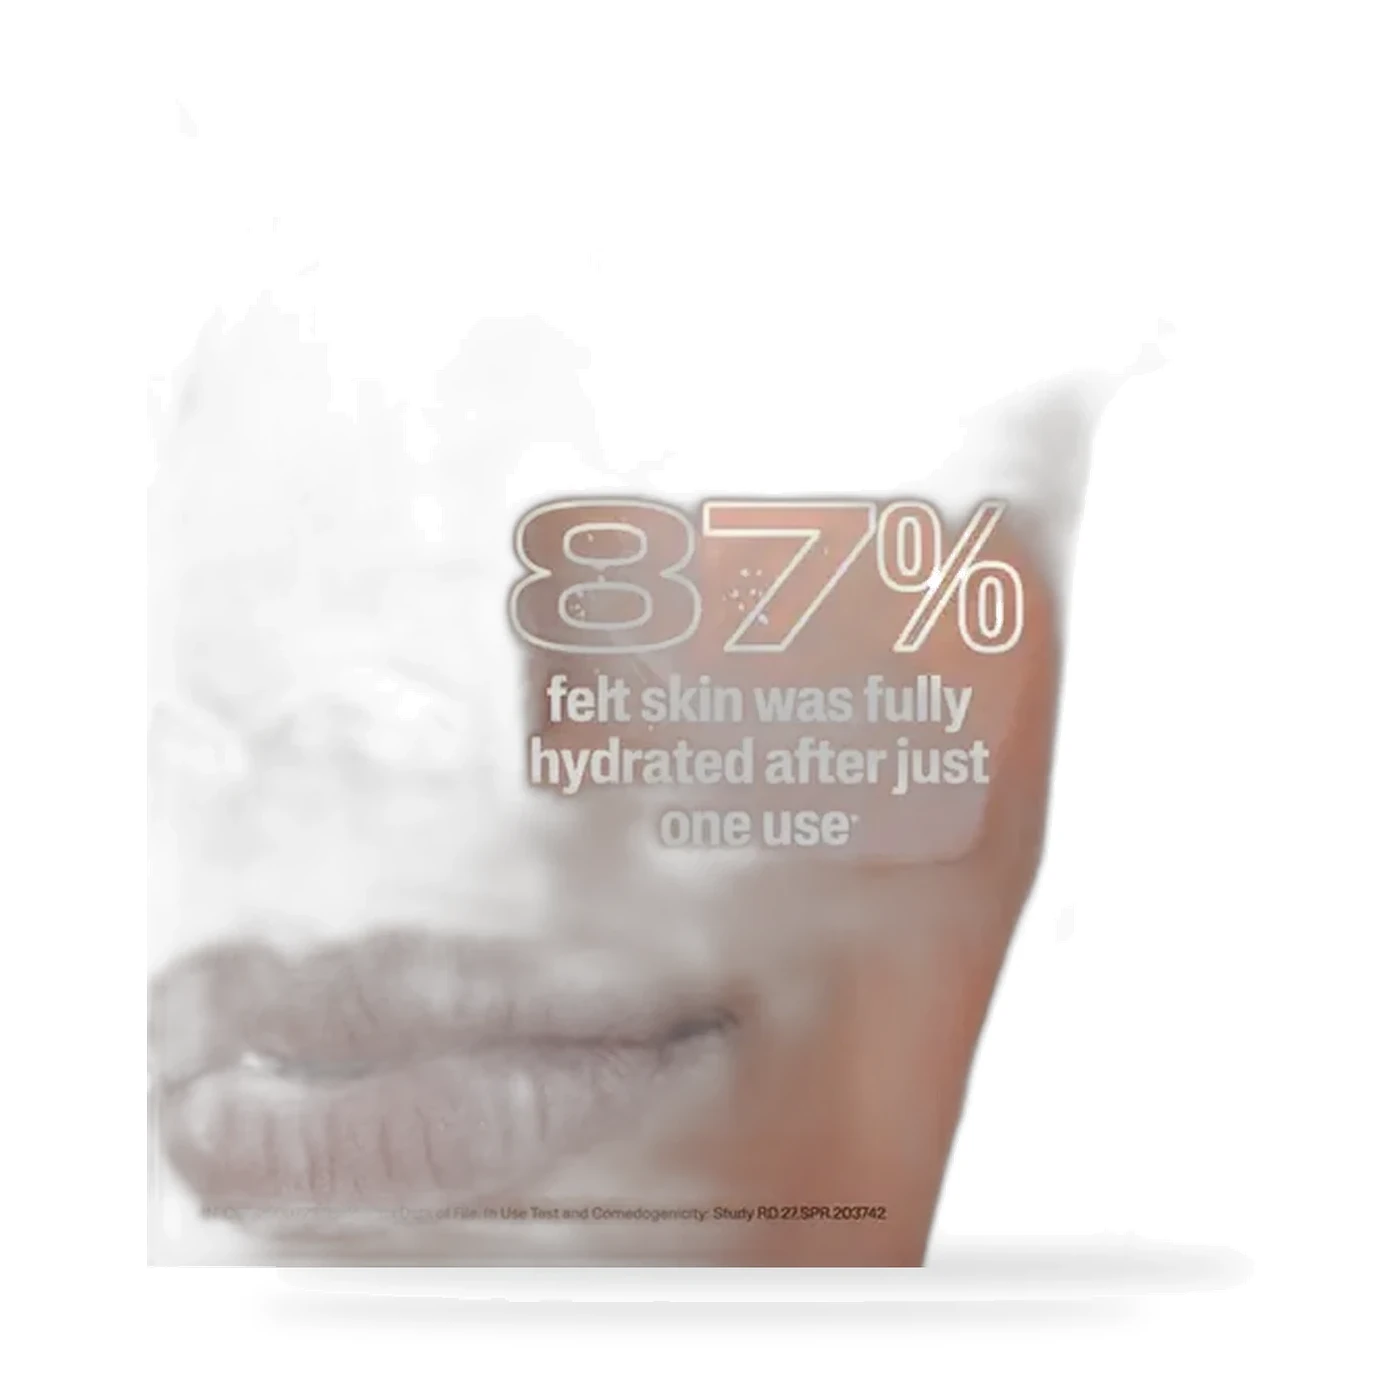 87%
felt skin was fully
hydrated after just
one use*
Data of File. In Use Test and Comedogenicity: Study RD.27.SPR.203742